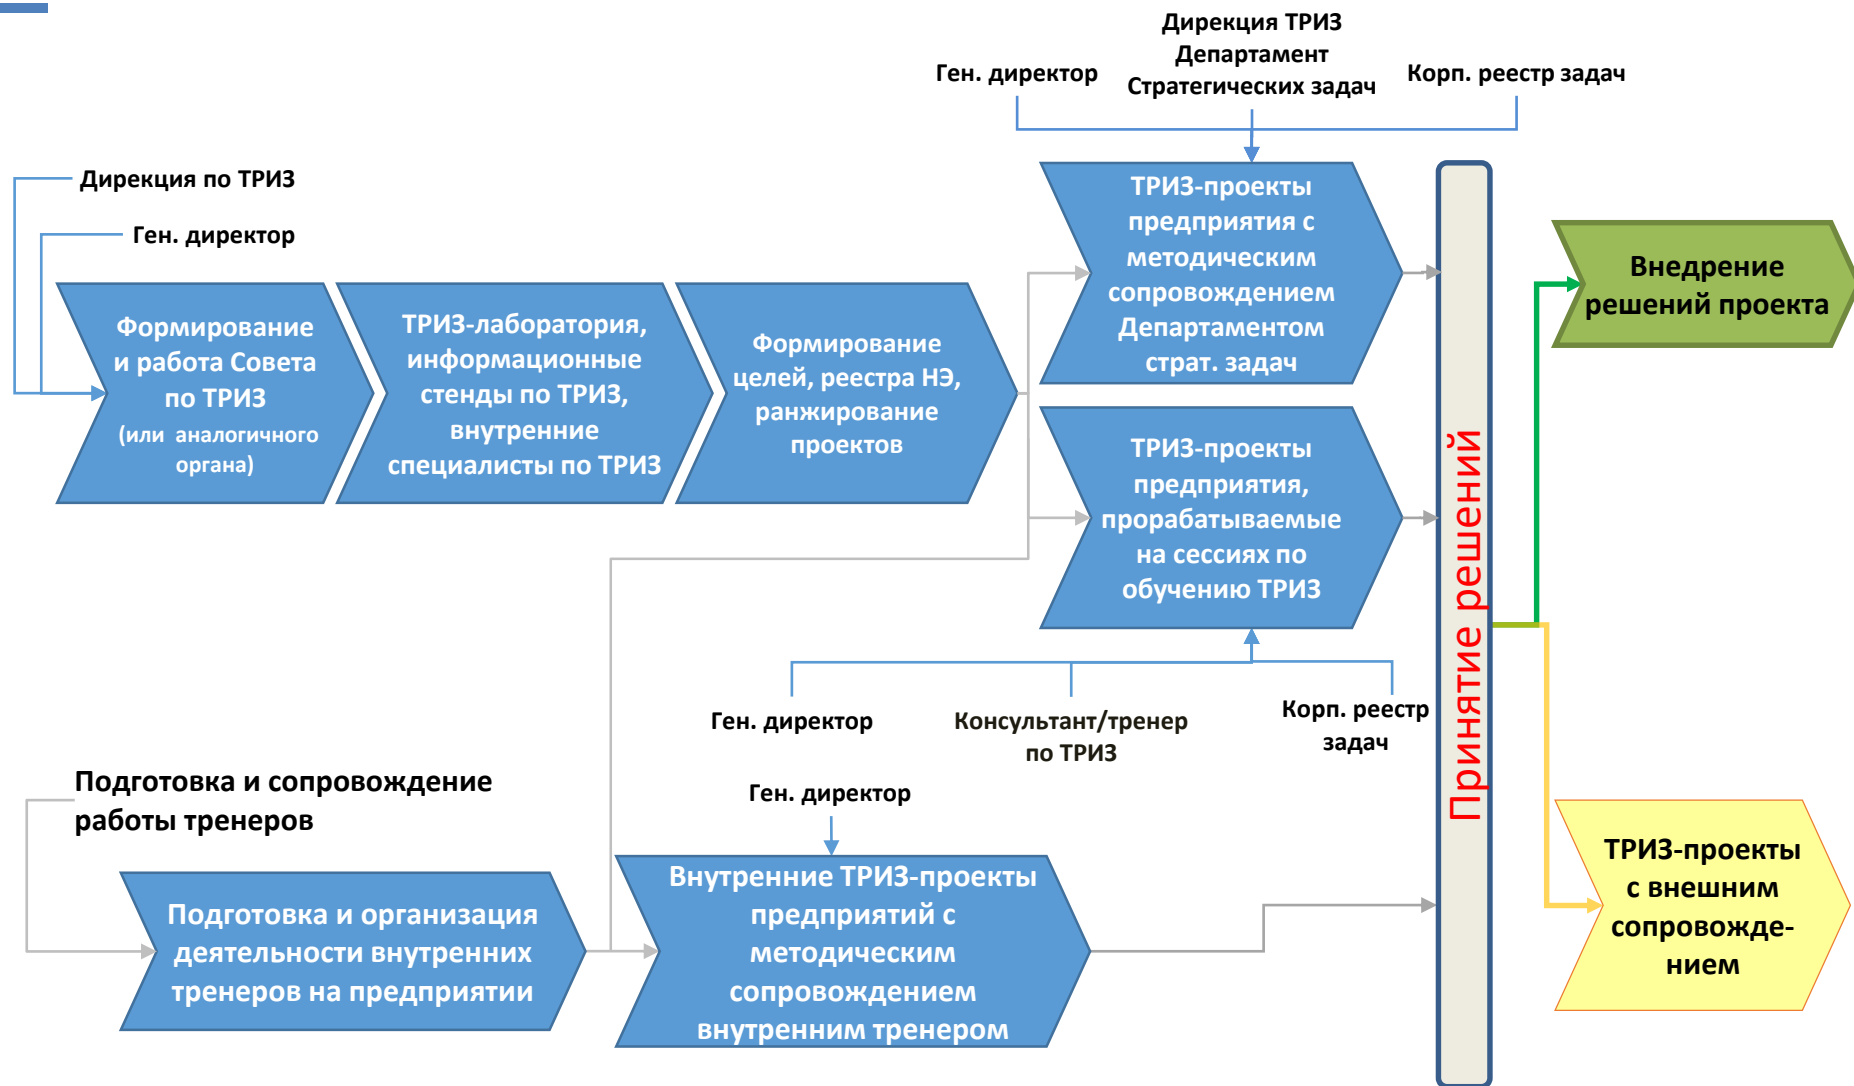 Дирекция ТРИЗ
Департамент
Стратегических задач
Ген. директор
Корп. реестр задач
Дирекция по ТРИЗ
Ген. директор
Формирование
и работа Совета
по ТРИЗ
(или аналогичного
органа)
ТРИЗ-лаборатория,
информационные
стенды по ТРИЗ,
внутренние
специалисты по ТРИЗ
Формирование
целей, реестра НЭ,
ранжирование
проектов
ТРИЗ-проекты
предприятия с
методическим
сопровождением
Департаментом
страт. задач
ТРИЗ-проекты
предприятия,
прорабатываемые
на сессиях по
обучению ТРИЗ
Ген. директор
Консультант/тренер
по ТРИЗ
Корп. реестр
задач
Принятие решений
Внедрение
решений проекта
ТРИЗ-проекты
с внешним
сопровожде-
нием
Подготовка и сопровождение
работы тренеров
Ген. директор
Подготовка и организация
деятельности внутренних
тренеров на предприятии
Внутренние ТРИЗ-проекты
предприятий с
методическим
сопровождением
внутренним тренером